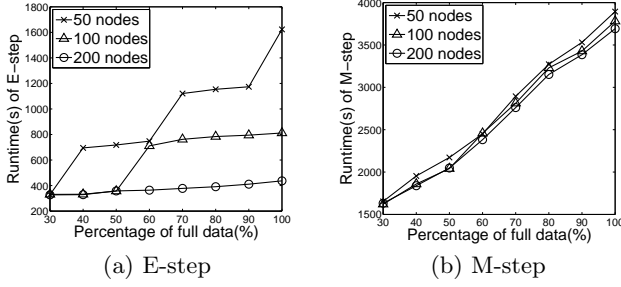 1800
1600
1400
1200
1000
800
600
400
200
30 40 50 60 70 80 90 100
Runtime(s) of E−step
Percentage of full data(%)
50 nodes
100 nodes
200 nodes
(a) E-step
4000
3500
3000
2500
2000
1500
30 40 50 60 70 80 90 100
Runtime(s) of M−step
Percentage of full data(%)
50 nodes
100 nodes
200 nodes
(b) M-step